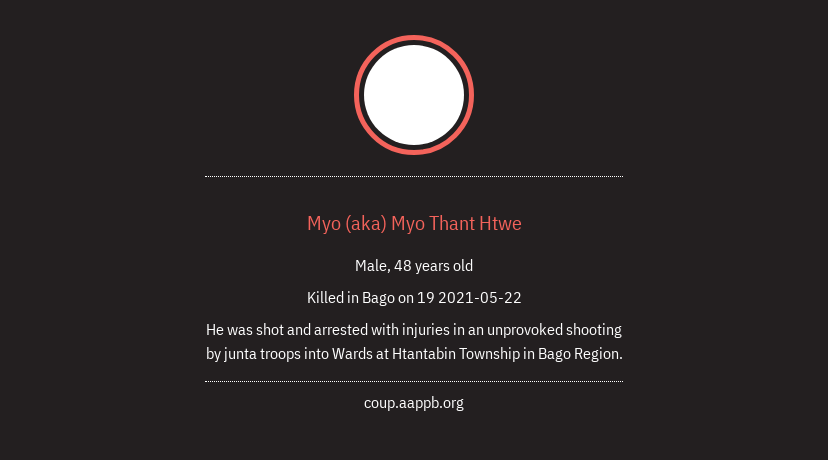 Myo (aka) Myo Thant Htwe
Male, 48 years old
Killed in Bago on 19 2021-05-22
He was shot and arrested with injuries in an unprovoked shooting
by junta troops into Wards at Htantabin Township in Bago Region.
coup.aappb.org